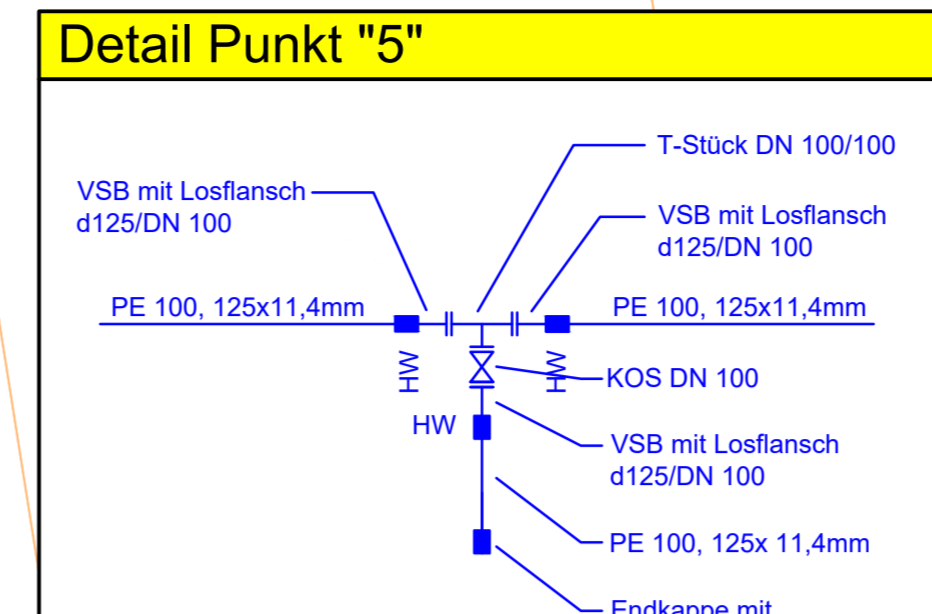 Detail Punkt "5"
T-Stück DN 100/100
VSB mit Losflansch
d125/DN 100
VSB mit Losflansch
d125/DN 100
PE 100, 125x11,4mm
PE 100, 125x11,4mm
HW
HW
KOS DN 100
HW
VSB mit Losflansch
d125/DN 100
PE 100, 125x 11,4mm
Endkappe mit